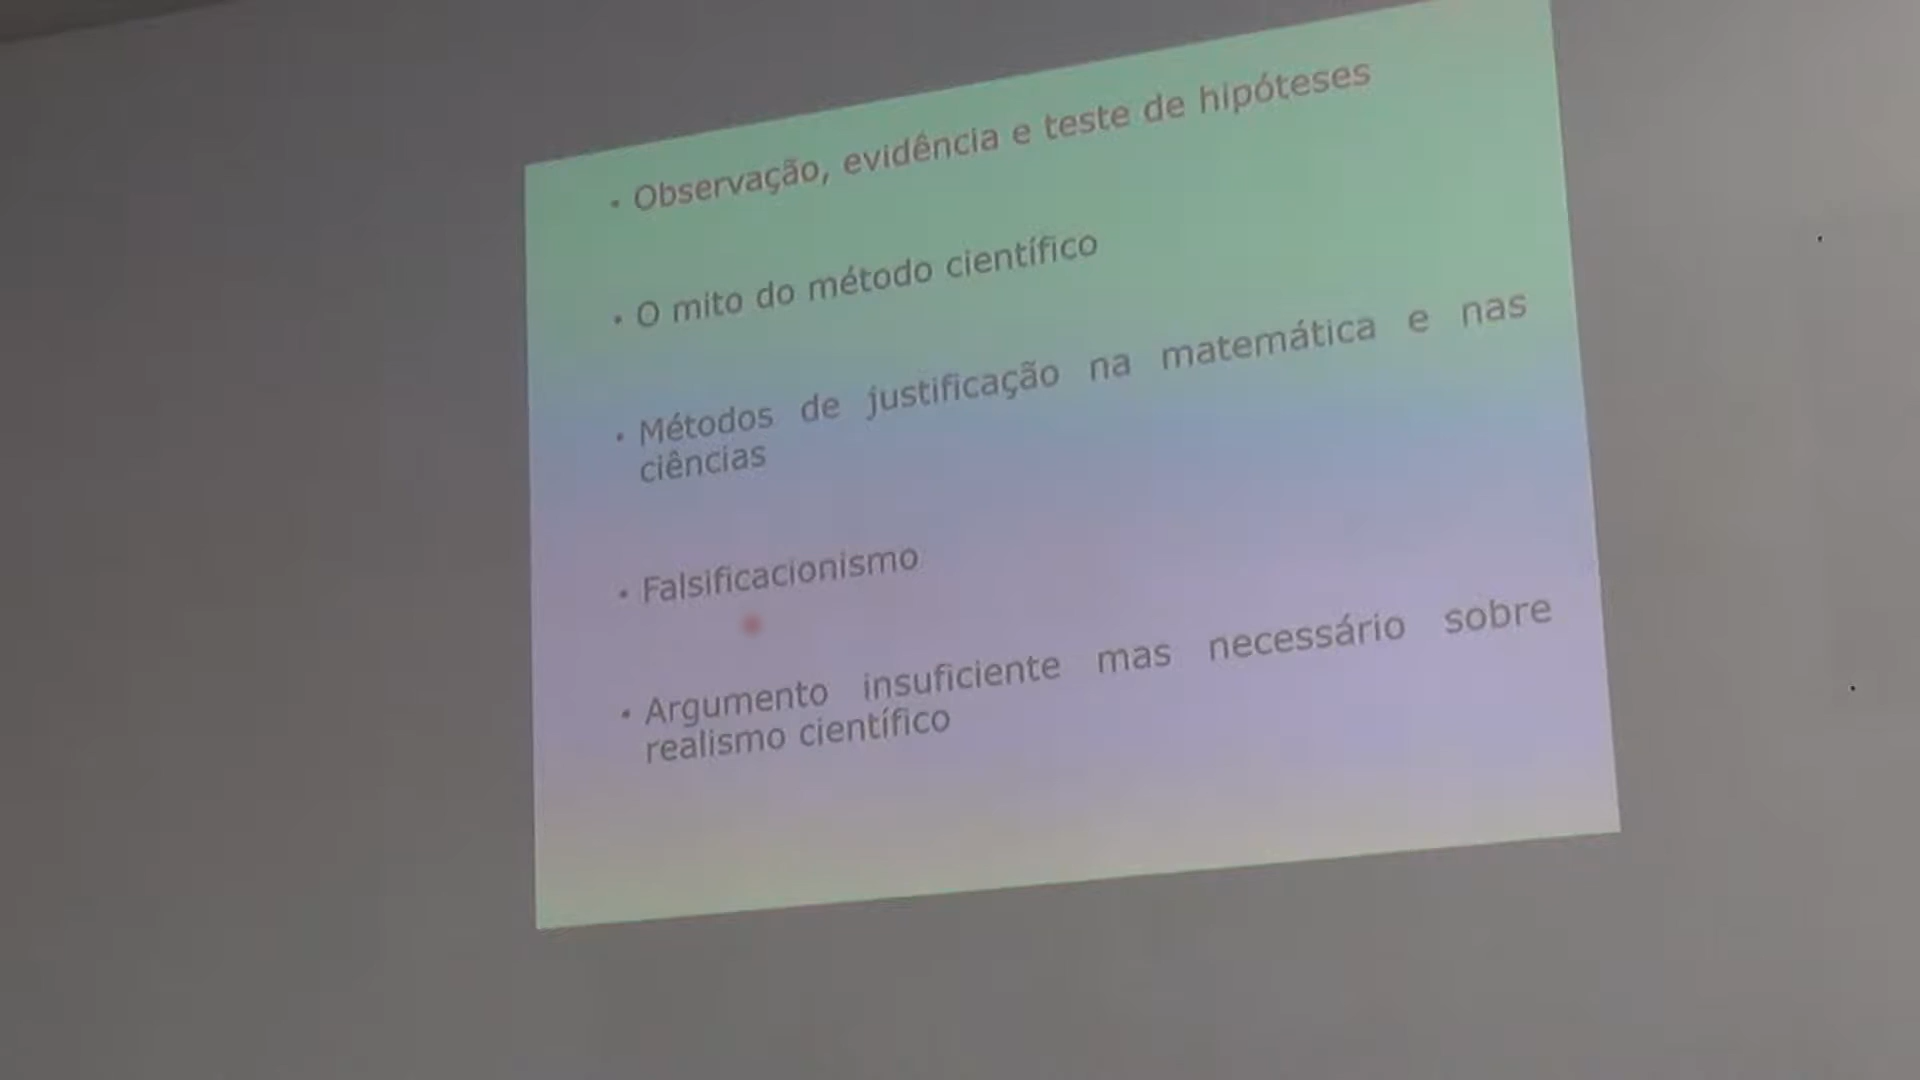 • Observação, evidência e teste de hipóteses
• O mito do método científico
• Métodos de justificação na matemática e nas
ciências
• Falsificacionismo
• Argumento insuficiente mas necessário sobre
realismo científico